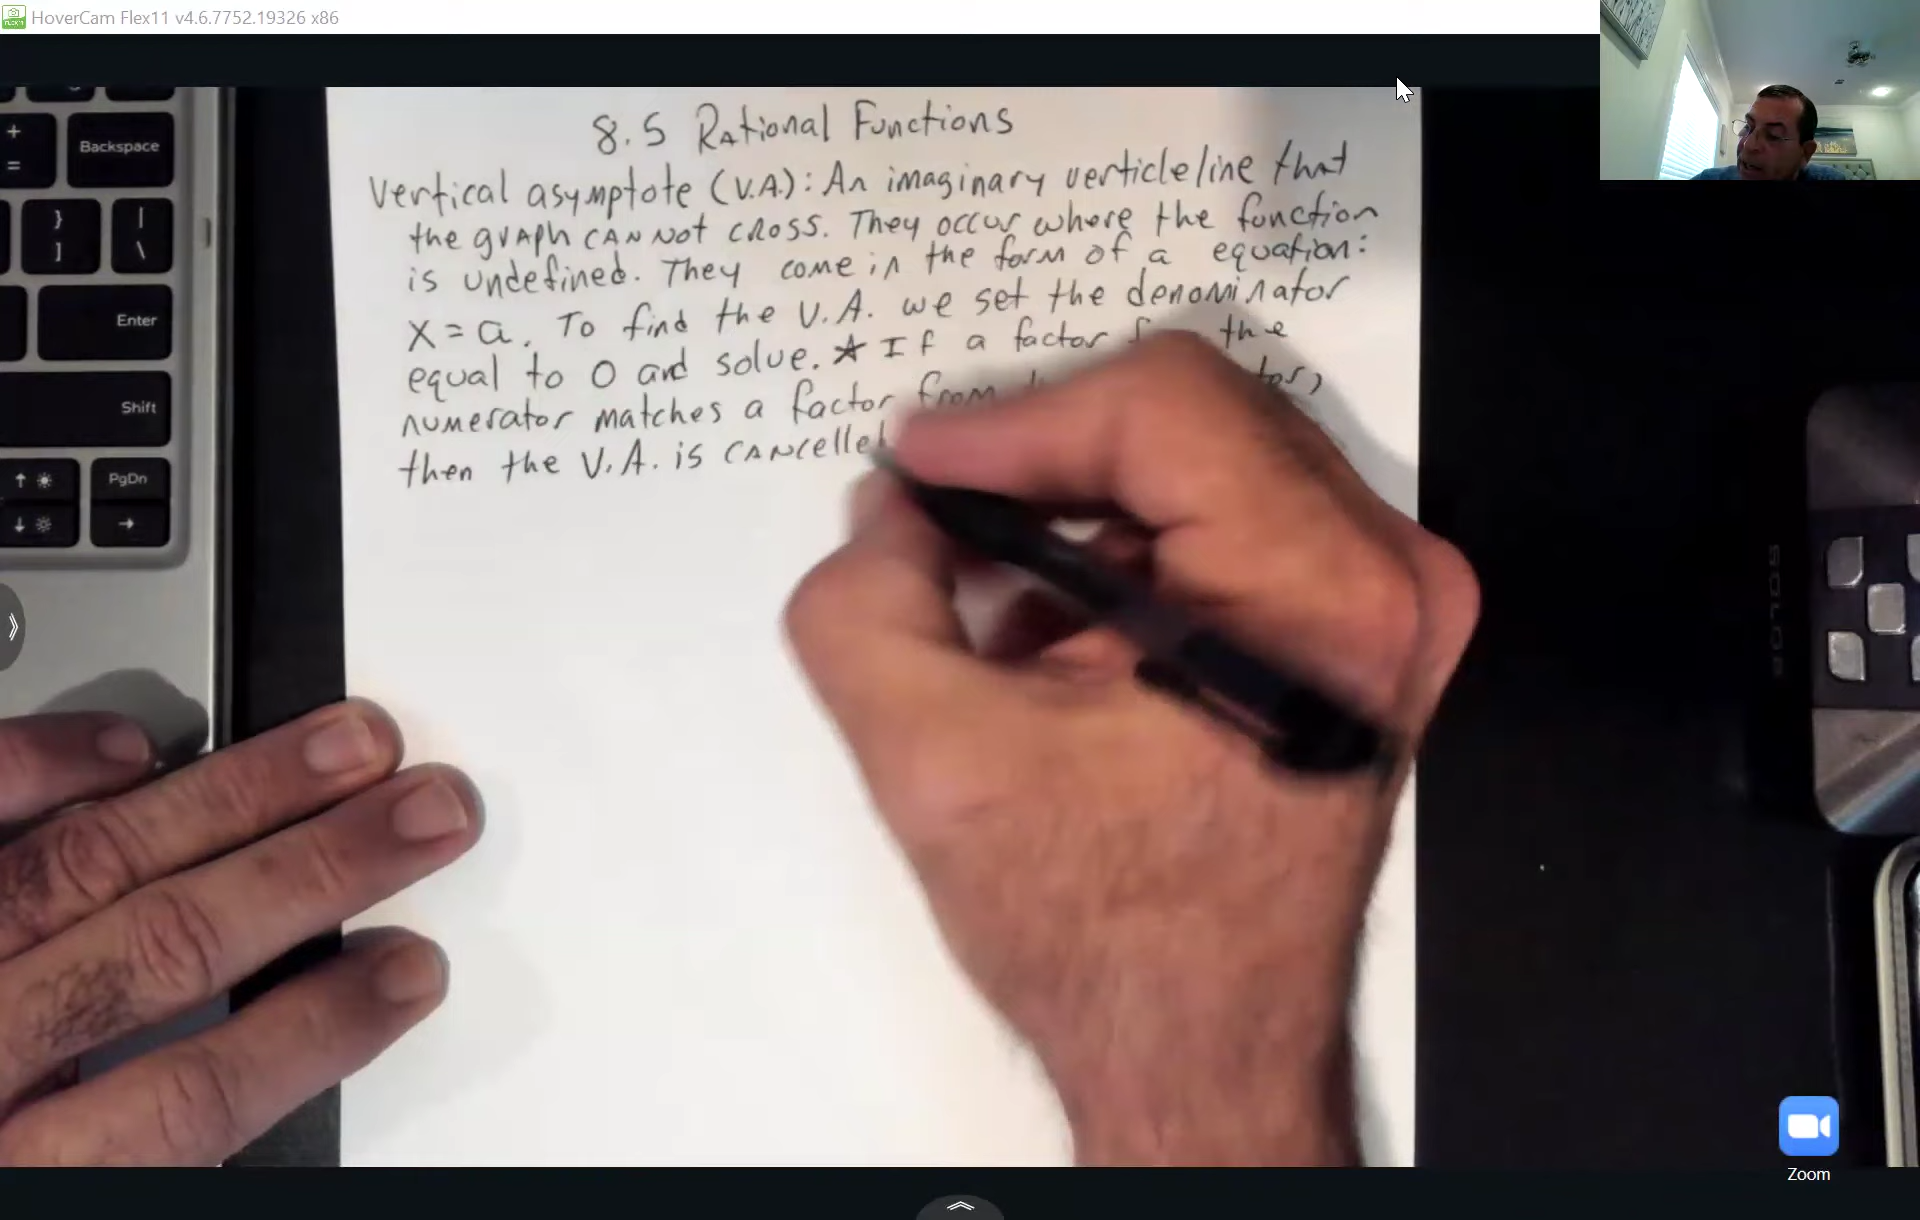 HoverCam Flex11 v4.6.7752.19326 x86
8.5 Rational Functions
Vertical asymptote (V.A.): An imaginary verticle line that
the graph cannot cross. They occur where the function
is undefined. They come in the form of a equation:
x = a. To find the V.A. we set the denominator
equal to 0 and solve. ★ If a factor the
numerator matches a factor from
then the V.A. is cancelled
+
=
Backspace
}
]
|
\
Enter
Shift
↑
PgDn
↓
→
SOLOR
Zoom